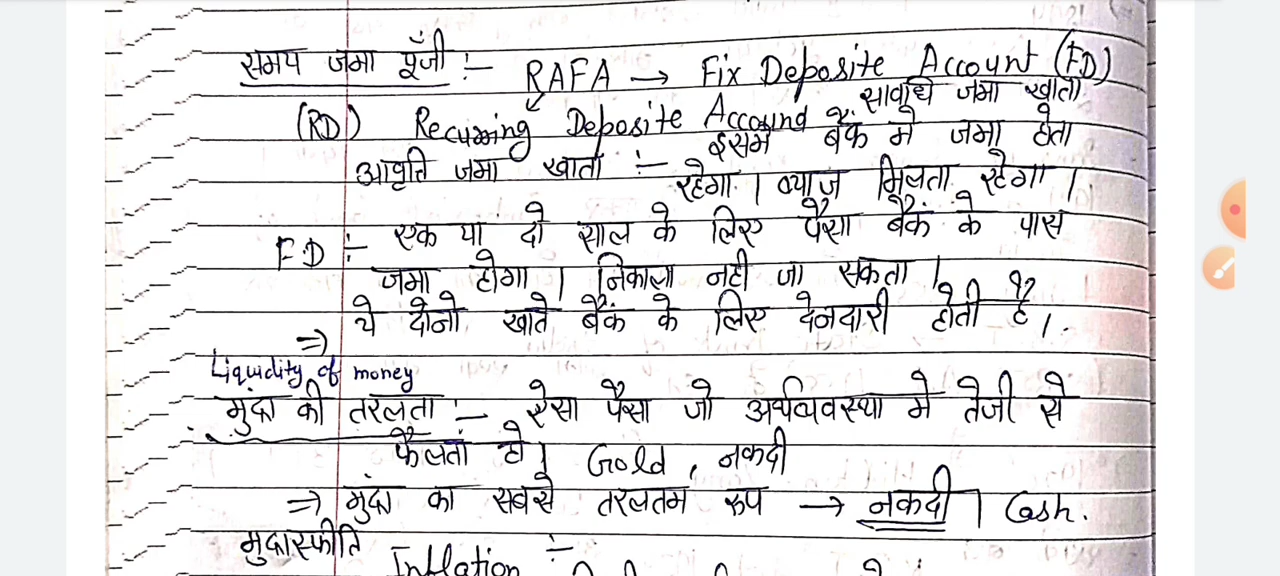 समय जमा पूँजी :- RAFA → Fix Deposite Account (FD)
सावधि जमा खाता
(RD) Recurring Deposite Account
आवृत्ति जमा खाता :- इसमें बैंक मे जमा होता
रहेगा। ब्याज मिलता रहेगा।
FD :- एक या दो साल के लिए पैसा बैंक के पास
जमा होगा। निकाला नही जा सकता।
⇒ ये दोनो खाते बैंक के लिए देनदारी होती है।
Liquidity of money
मुद्रा की तरलता :- ऐसा पैसा जो अर्थव्यवस्था मे तेजी से
फैलता हो। Gold, नकदी
⇒ मुद्रा का सबसे तरलतम रूप → नकदी। Cash.
मुद्रास्फीति
Inflation :-